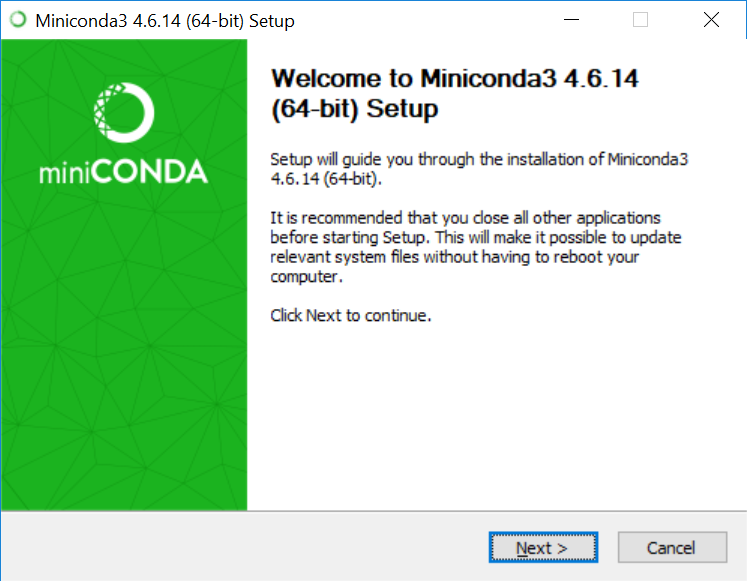 Miniconda3 4.6.14 (64-bit) Setup
miniCONDA
Welcome to Miniconda3 4.6.14
(64-bit) Setup
Setup will guide you through the installation of Miniconda3
4.6.14 (64-bit).
It is recommended that you close all other applications
before starting Setup. This will make it possible to update
relevant system files without having to reboot your
computer.
Click Next to continue.
Next >
Cancel